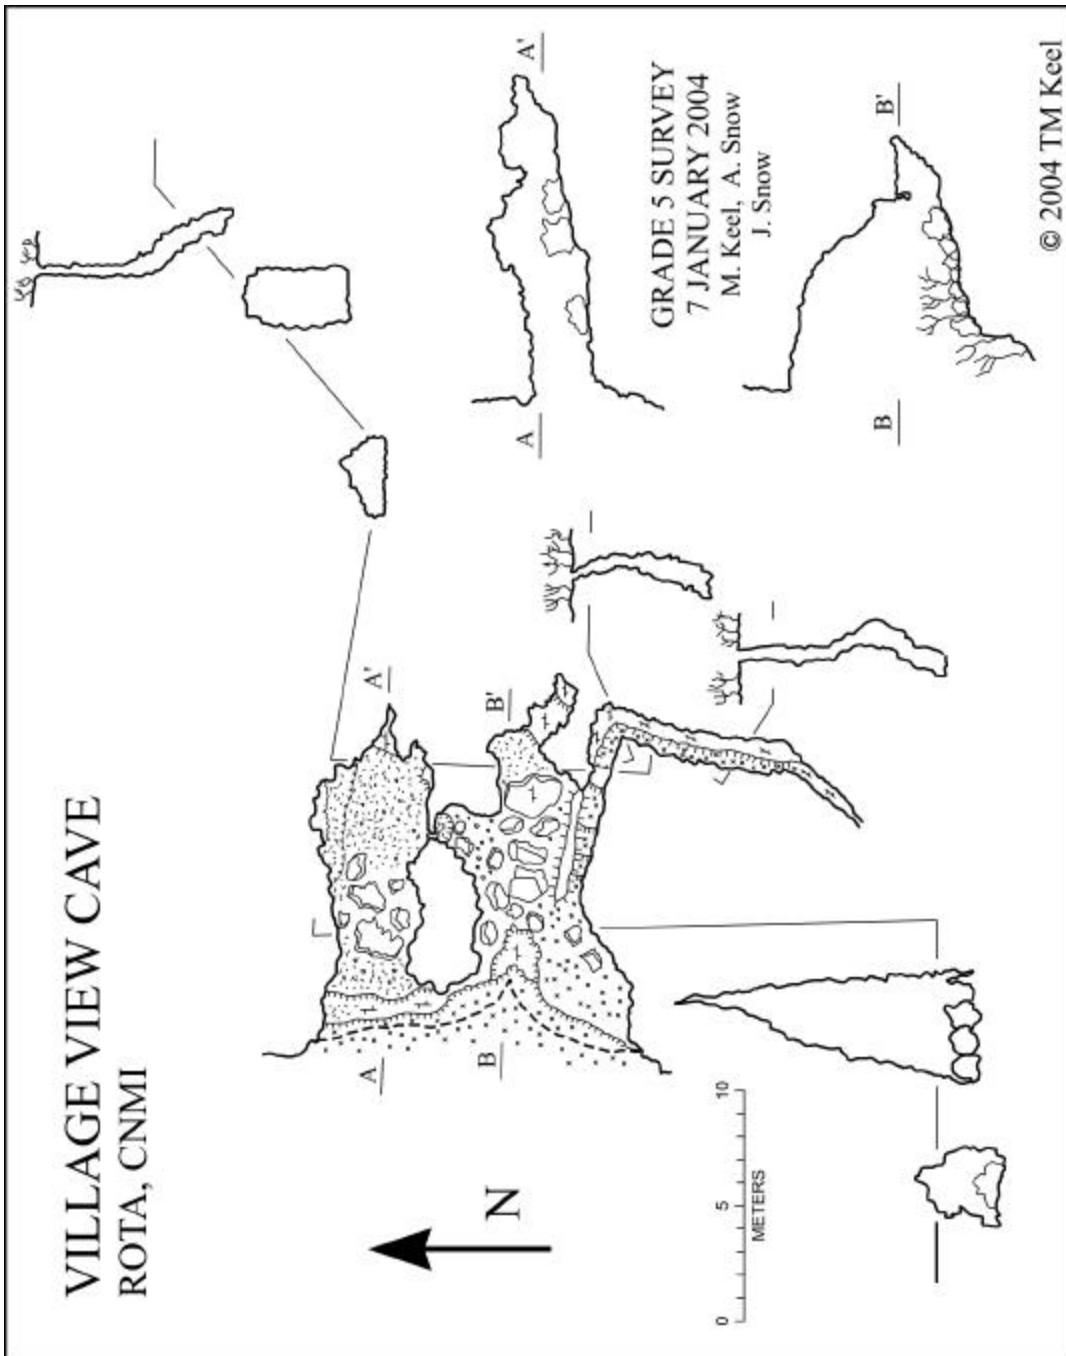 VILLAGE VIEW CAVE
ROTA, CNMI
A'
B'
A
B
A'
A
GRADE 5 SURVEY
7 JANUARY 2004
M. Keel, A. Snow
J. Snow
B'
B
N
0
5
10
METERS
© 2004 TM Keel